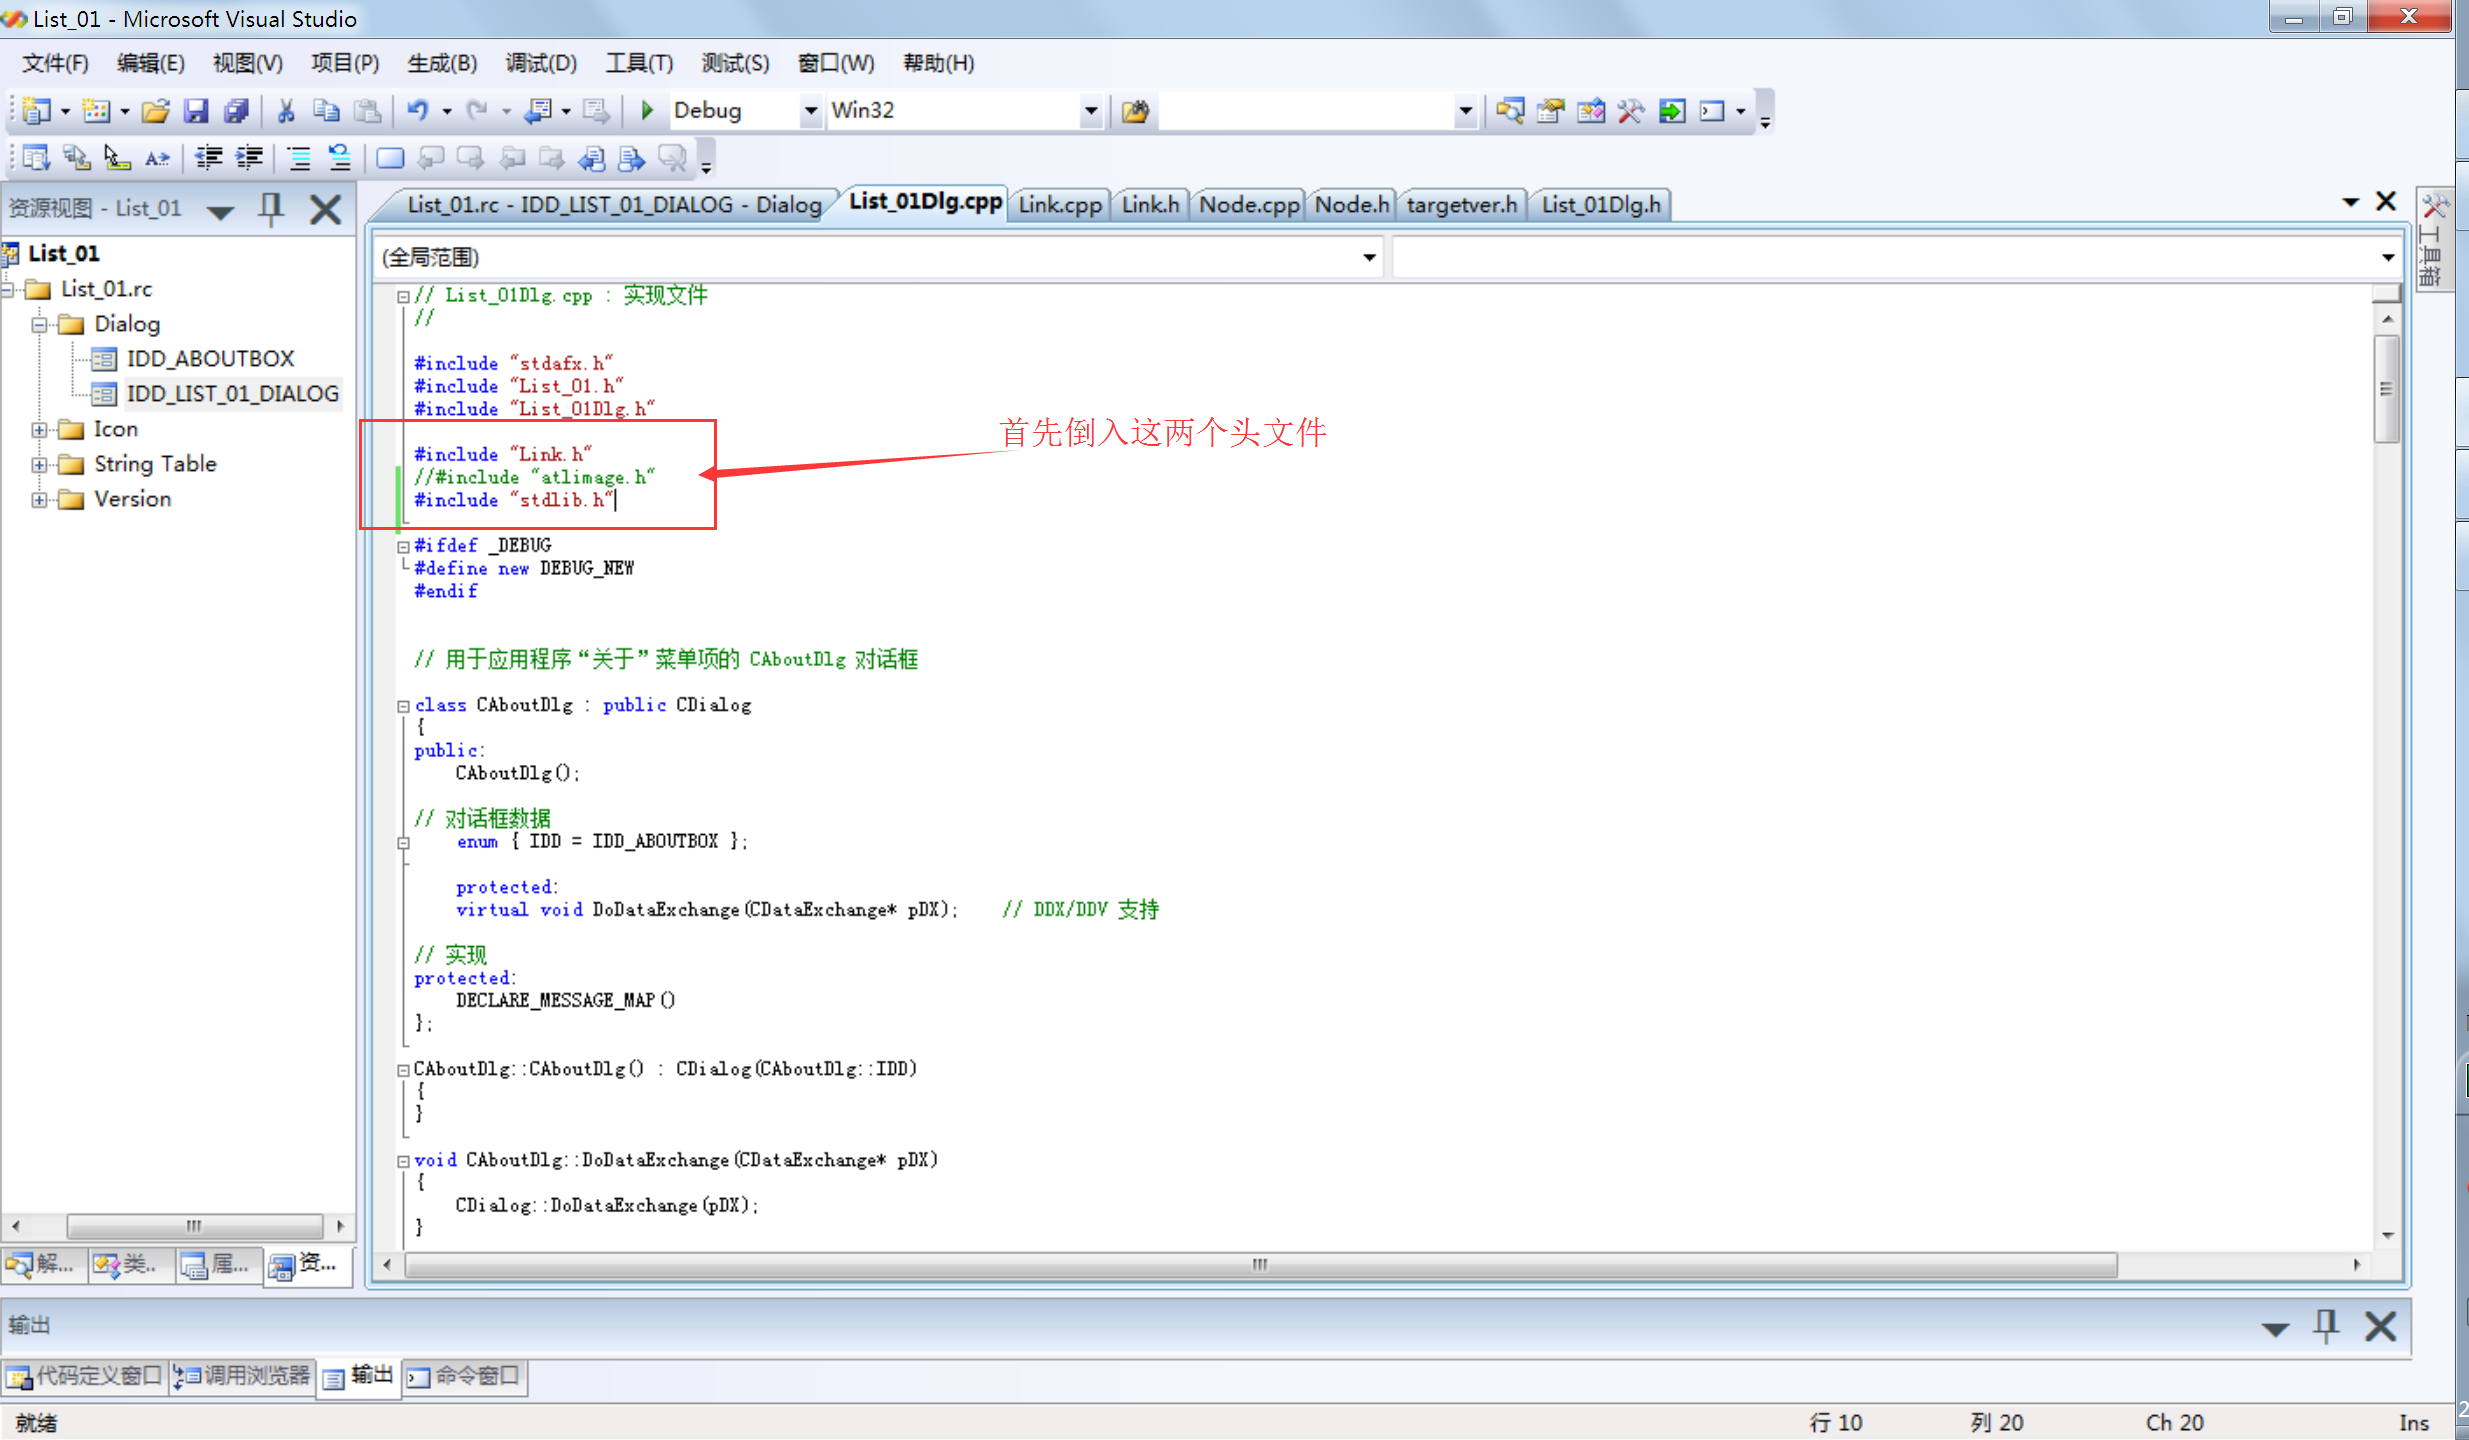 List_01 - Microsoft Visual Studio
文件(F) 编辑(E) 视图(V) 项目(P) 生成(B) 调试(D) 工具(T) 测试(S) 窗口(W) 帮助(H)
Debug Win32
资源视图 - List_01
List_01.rc - IDD_LIST_01_DIALOG - Dialog List_01Dlg.cpp Link.cpp Link.h Node.cpp Node.h targetver.h List_01Dlg.h
工具箱
List_01
List_01.rc
Dialog
IDD_ABOUTBOX
IDD_LIST_01_DIALOG
Icon
String Table
Version
(全局范围)
// List_01Dlg.cpp : 实现文件
//
#include "stdafx.h"
#include "List_01.h"
#include "List_01Dlg.h"
首先倒入这两个头文件
#include "Link.h"
//#include "atlimage.h"
#include "stdlib.h"
#ifdef _DEBUG
#define new DEBUG_NEW
#endif
// 用于应用程序“关于”菜单项的 CAboutDlg 对话框
class CAboutDlg : public CDialog
{
public:
CAboutDlg();
// 对话框数据
enum { IDD = IDD_ABOUTBOX };
protected:
virtual void DoDataExchange(CDataExchange* pDX); // DDX/DDV 支持
// 实现
protected:
DECLARE_MESSAGE_MAP()
};
CAboutDlg::CAboutDlg() : CDialog(CAboutDlg::IDD)
{
}
void CAboutDlg::DoDataExchange(CDataExchange* pDX)
{
CDialog::DoDataExchange(pDX);
}
解... 类... 属... 资...
输出
代码定义窗口 调用浏览器 输出 命令窗口
就绪 行 10 列 20 Ch 20 Ins